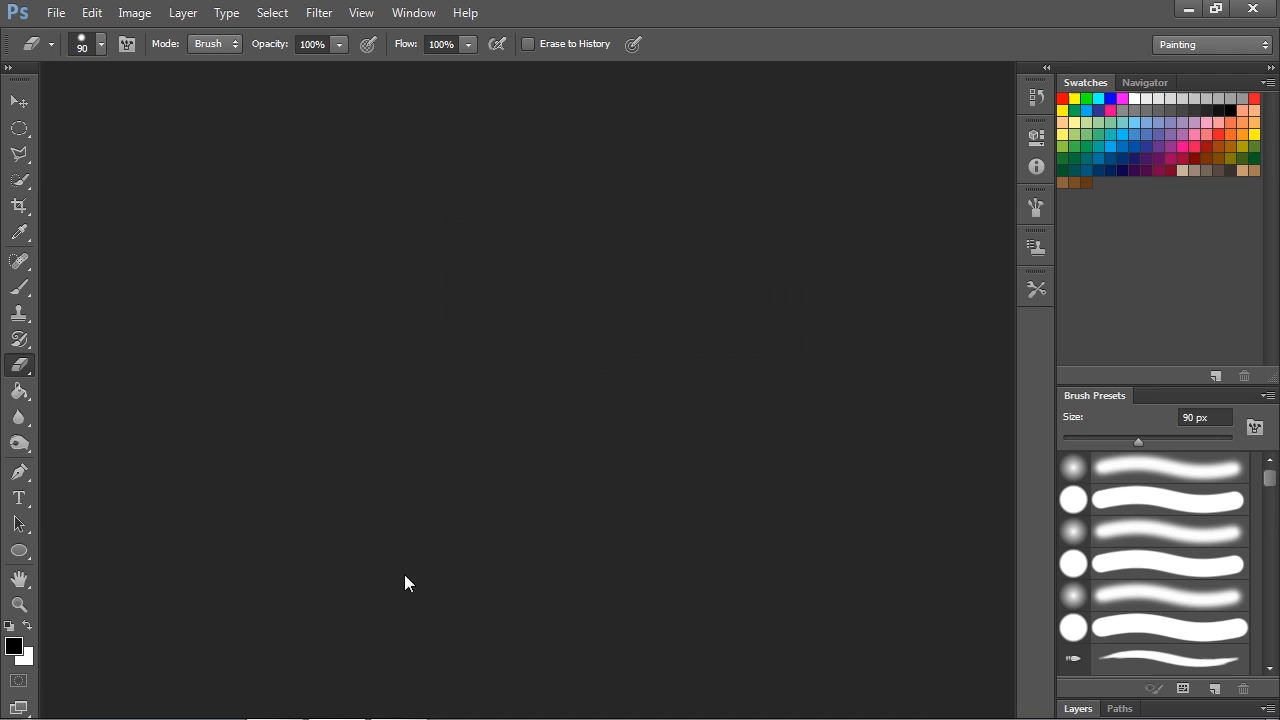 Ps File Edit Image Layer Type Select Filter View Window Help
90 Mode: Brush Opacity: 100% Flow: 100% Erase to History Painting
Swatches Navigator
Brush Presets
Size: 90 px
T
Layers Paths